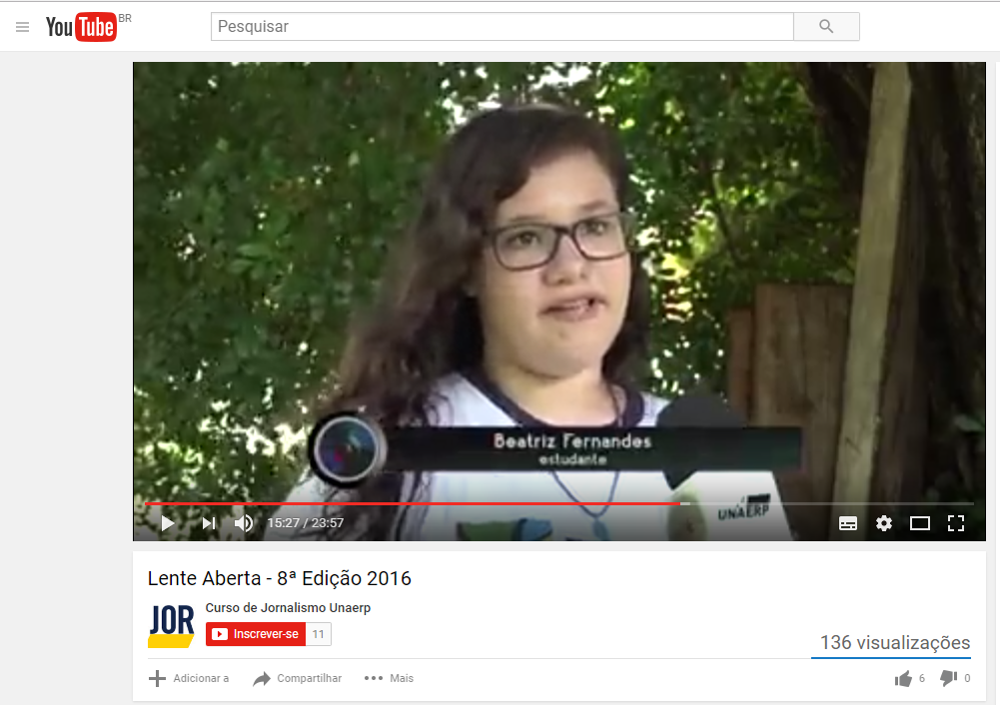 YouTube BR
Pesquisar
Beatriz Fernandes
estudante
UNAERP
15:27 / 23:57
Lente Aberta - 8ª Edição 2016
JOR
Curso de Jornalismo Unaerp
Inscrever-se 11
136 visualizações
Adicionar a Compartilhar Mais 6 0